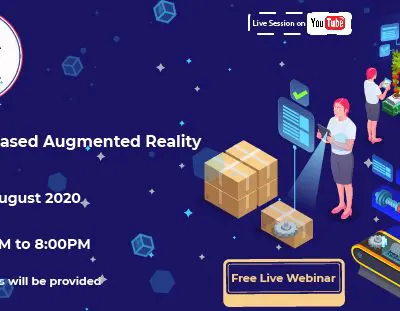 Live Session on YouTube
ased Augmented Reality
ugust 2020
M to 8:00PM
s will be provided
Free Live Webinar